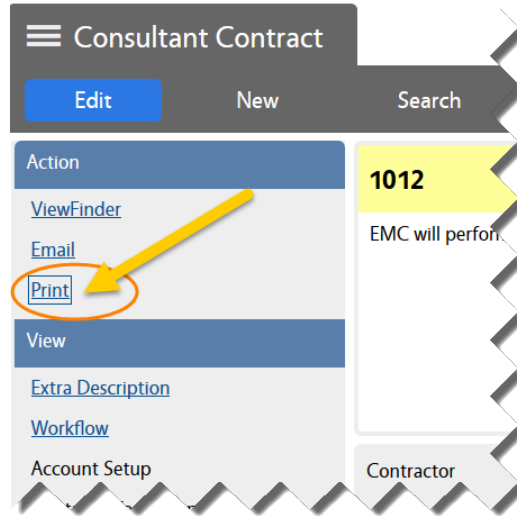 Consultant Contract
Edit New Search
Action
ViewFinder
Email
Print
View
Extra Description
Workflow
Account Setup
1012
EMC will perform
Contractor